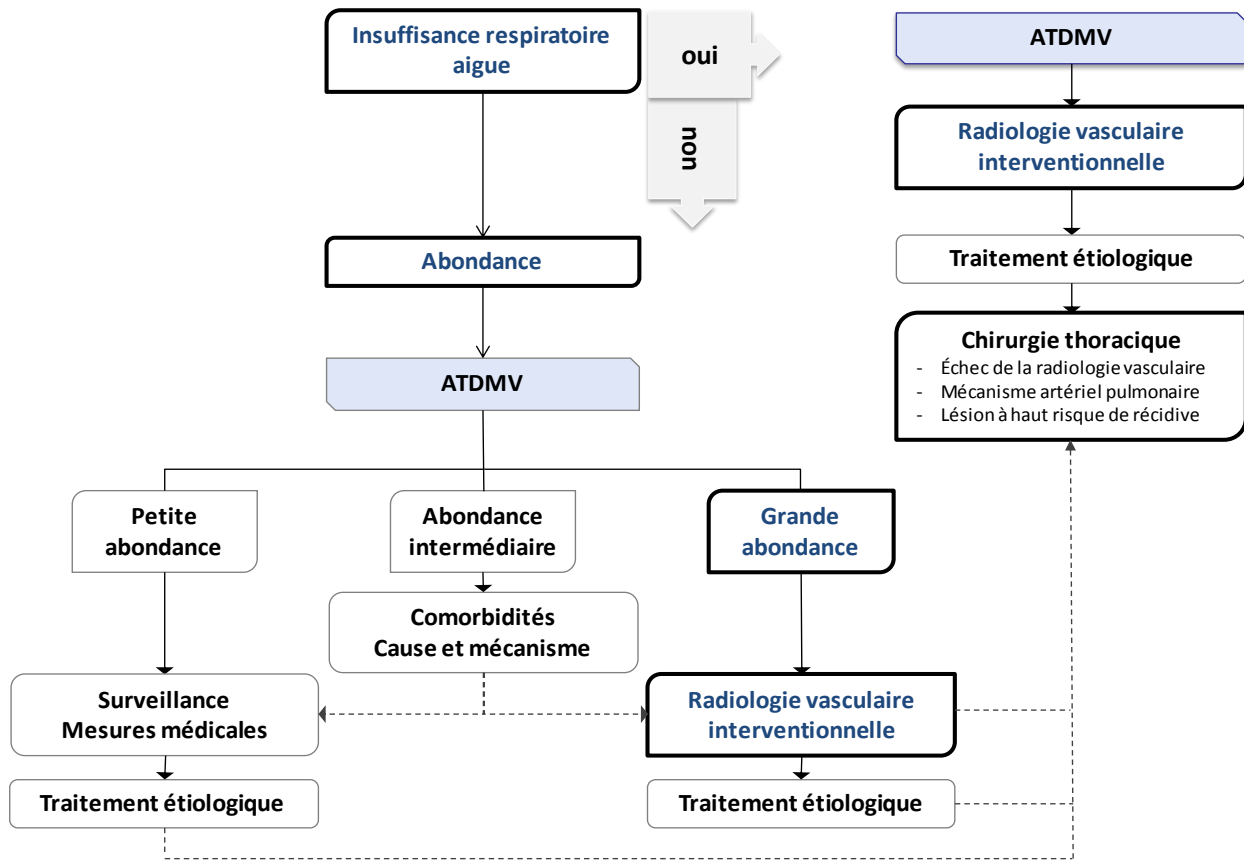 Insuffisance respiratoire
aigue
oui
non
Abondance
ATDMV
Petite
abondance
Abondance
intermédiaire
Grande
abondance
Comorbidités
Cause et mécanisme
Surveillance
Mesures médicales
Radiologie vasculaire
interventionnelle
Traitement étiologique
Traitement étiologique
ATDMV
Radiologie vasculaire
interventionnelle
Traitement étiologique
Chirurgie thoracique
- Échec de la radiologie vasculaire
- Mécanisme artériel pulmonaire
- Lésion à haut risque de récidive